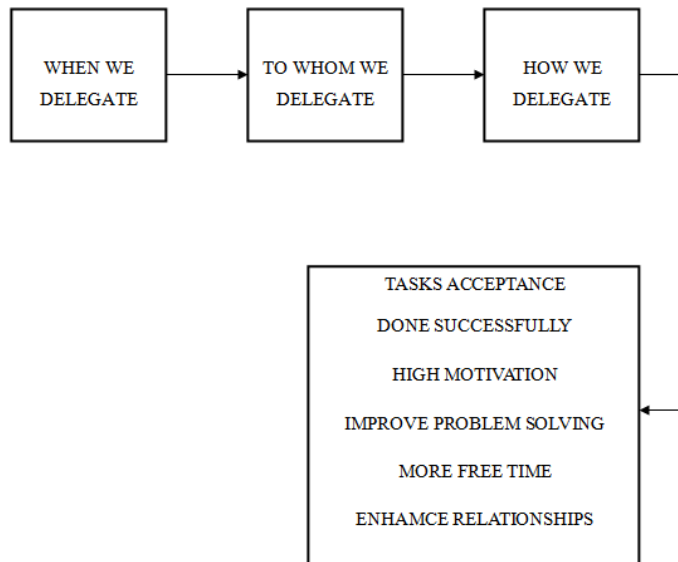 WHEN WE
DELEGATE
TO WHOM WE
DELEGATE
HOW WE
DELEGATE
TASKS ACCEPTANCE
DONE SUCCESSFULLY
HIGH MOTIVATION
IMPROVE PROBLEM SOLVING
MORE FREE TIME
ENHAMCE RELATIONSHIPS